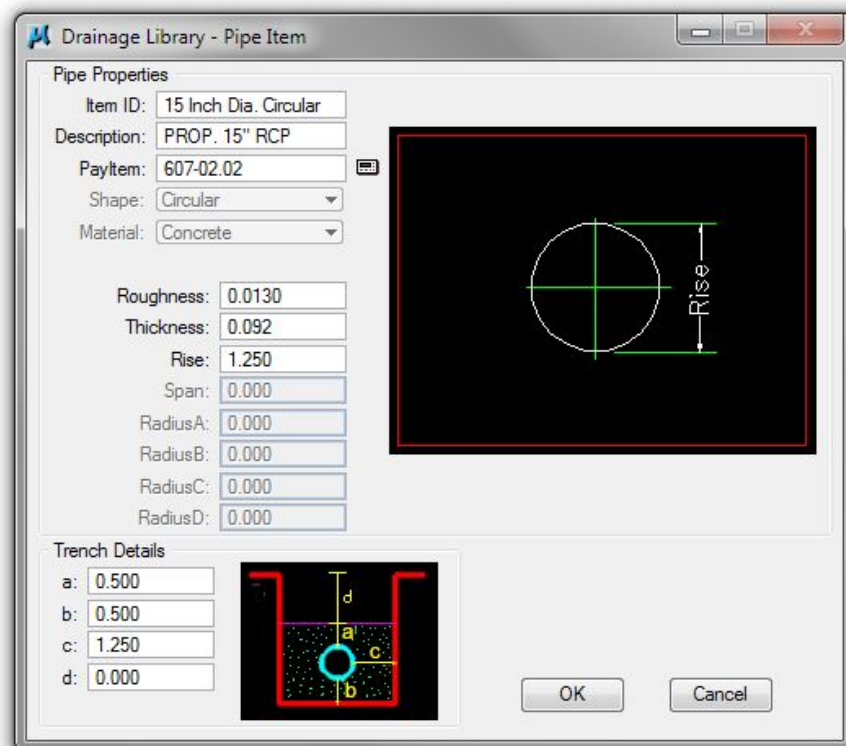 Drainage Library - Pipe Item
Pipe Properties
Item ID: 15 Inch Dia. Circular
Description: PROP. 15" RCP
PayItem: 607-02.02
Shape: Circular
Material: Concrete
Roughness: 0.0130
Thickness: 0.092
Rise: 1.250
Span: 0.000
RadiusA: 0.000
RadiusB: 0.000
RadiusC: 0.000
RadiusD: 0.000
Rise
Trench Details
a: 0.500
b: 0.500
c: 1.250
d: 0.000
d
a
c
b
OK Cancel